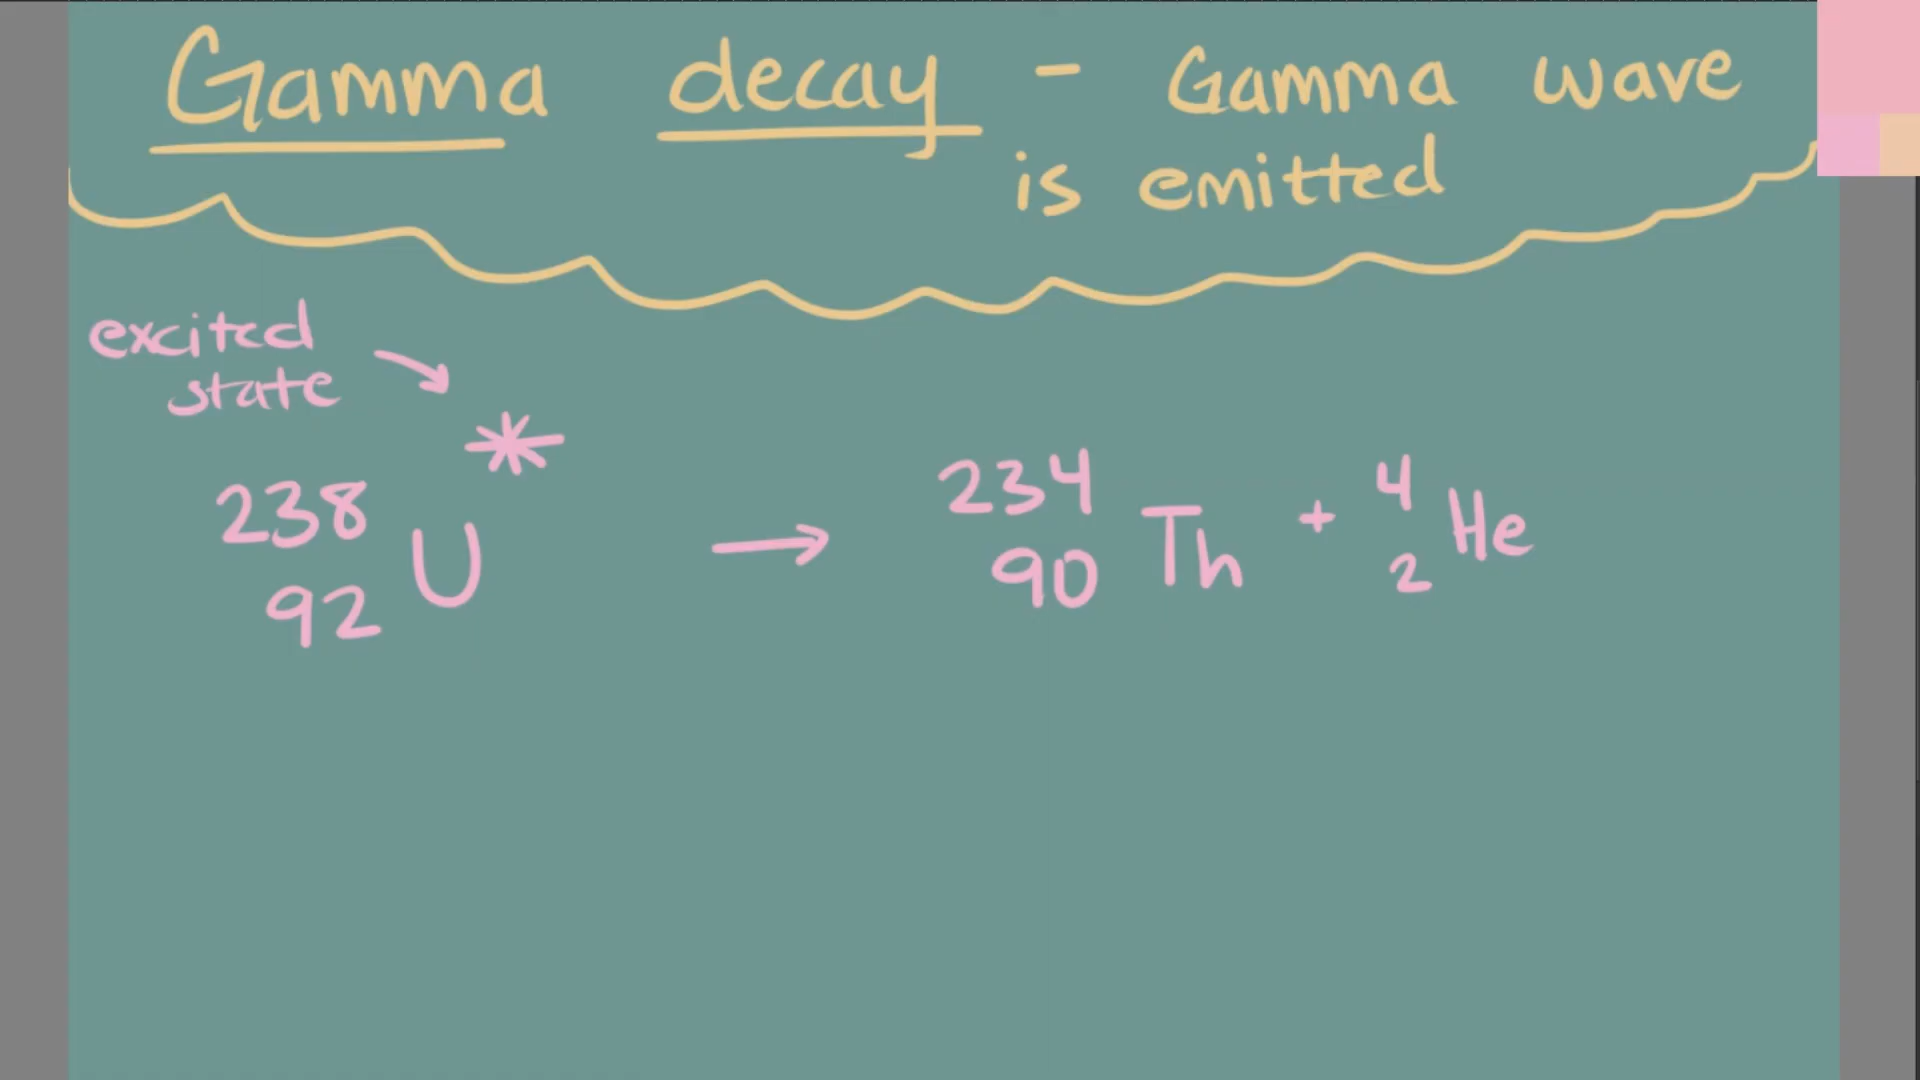 Gamma decay - Gamma wave
is emitted
excited
state
*
238
92 U → 234
90 Th + 4
2 He